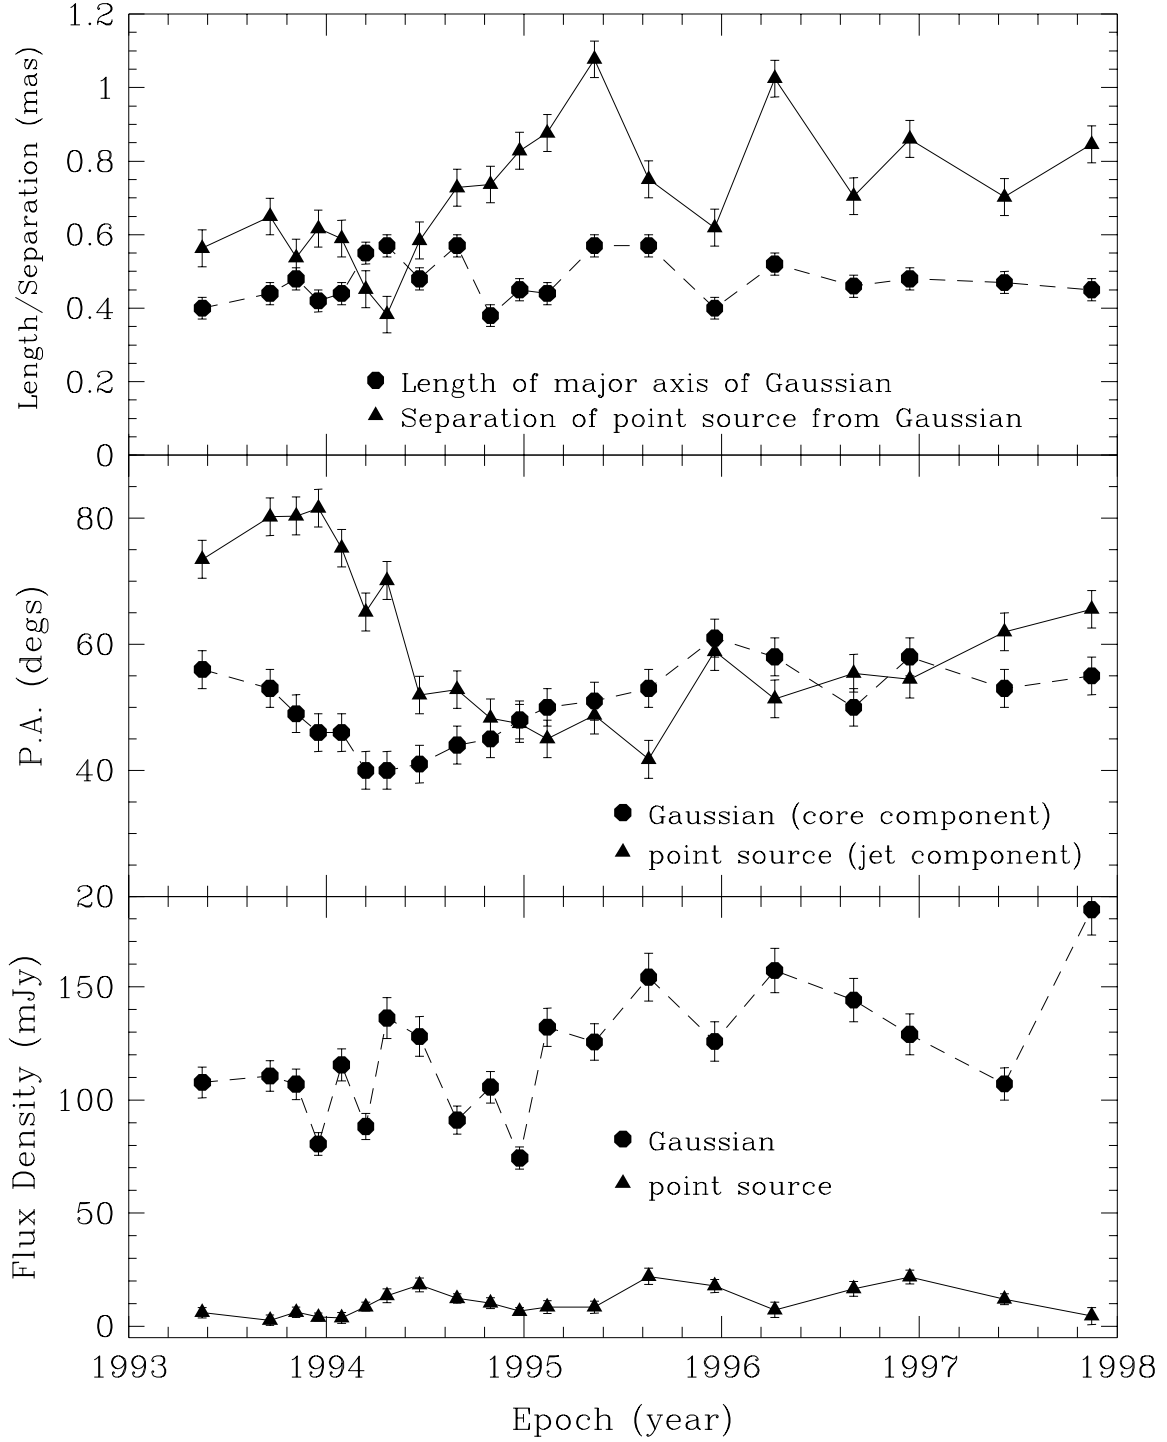 1.2
1
0.8
0.6
0.4
0.2
0
Length/Separation (mas)
Length of major axis of Gaussian
Separation of point source from Gaussian
80
60
40
20
P.A. (degs)
Gaussian (core component)
point source (jet component)
150
100
50
0
Flux Density (mJy)
Gaussian
point source
1993 1994 1995 1996 1997 1998
Epoch (year)